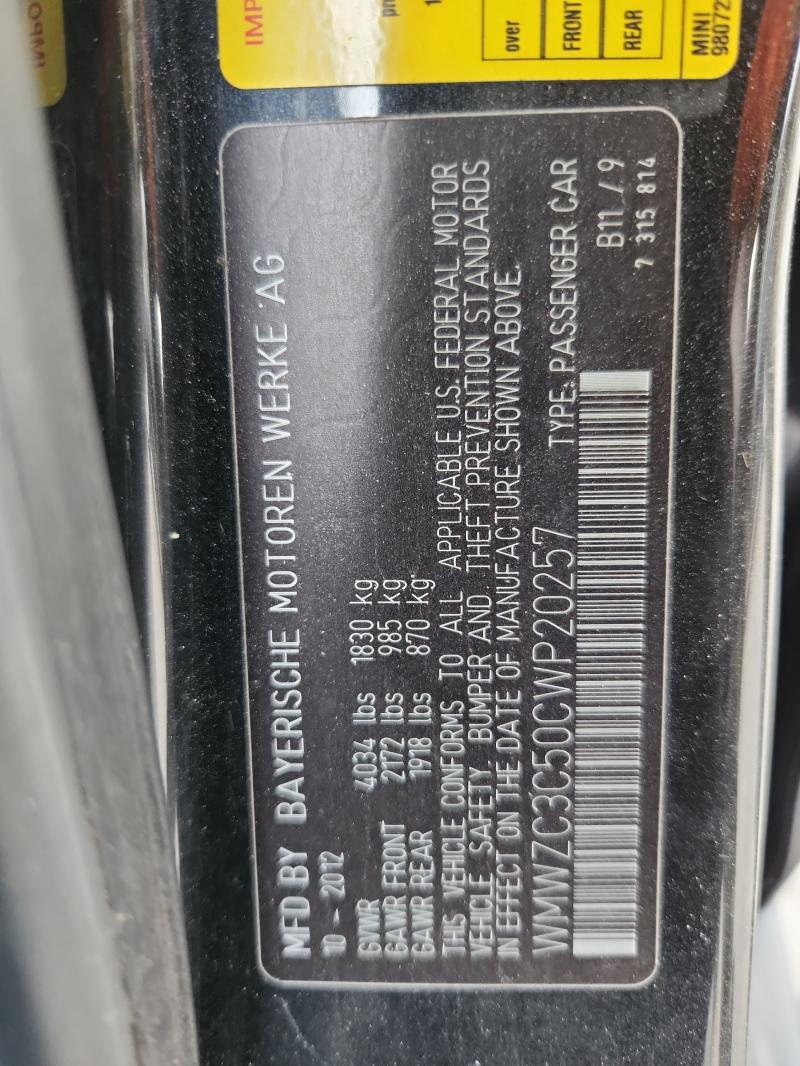 IMP
over
FRONT
REAR
MINI
98072
MFD BY BAYERISCHE MOTOREN WERKE AG
10 - 2012
GVWR 4034 lbs 1830 kg
GAWR FRONT 2172 lbs 985 kg
GAWR REAR 1918 lbs 870 kg
THIS VEHICLE CONFORMS TO ALL APPLICABLE U.S. FEDERAL MOTOR
VEHICLE SAFETY, BUMPER AND THEFT PREVENTION STANDARDS
IN EFFECT ON THE DATE OF MANUFACTURE SHOWN ABOVE.
WMWZC3C50CWP20257 TYPE: PASSENGER CAR
B11 / 9
7 315 814